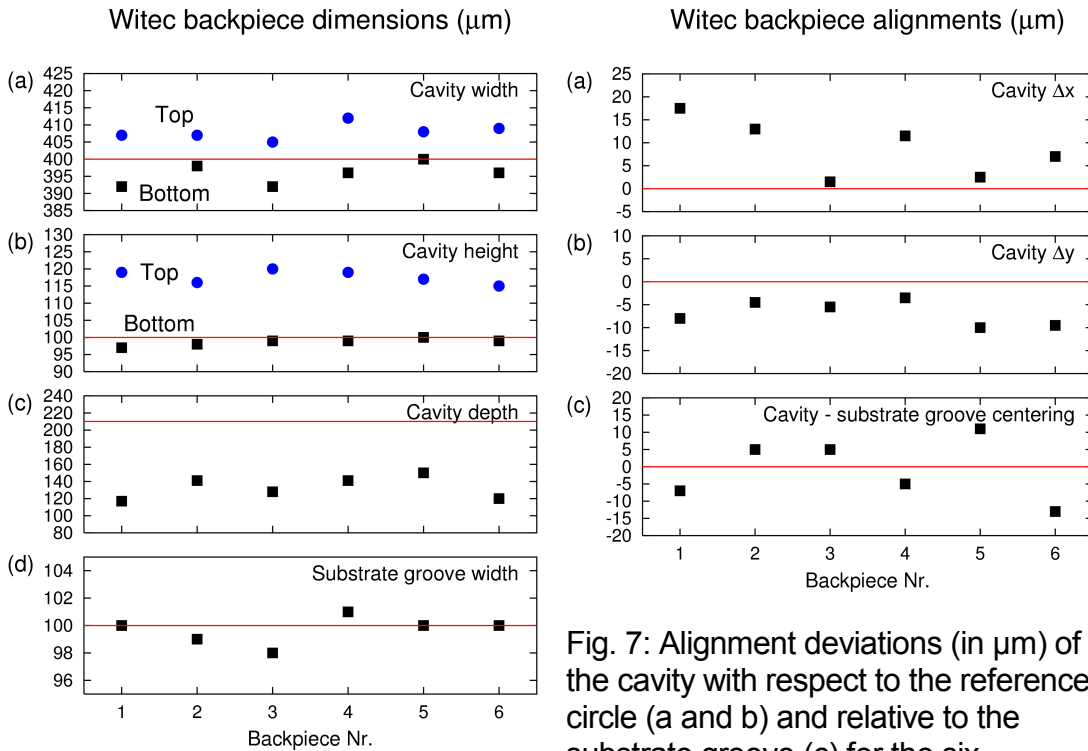 Witec backpiece dimensions (μm)
(a)
425
420
415
410
405
400
395
390
385
Cavity width
Top
Bottom
(b)
130
125
120
115
110
105
100
95
90
Cavity height
Top
Bottom
(c)
240
220
200
180
160
140
120
100
80
Cavity depth
(d)
104
102
100
98
96
Substrate groove width
1 2 3 4 5 6
Backpiece Nr.
Witec backpiece alignments (μm)
(a)
25
20
15
10
5
0
-5
Cavity Δx
(b)
10
5
0
-5
-10
-15
-20
Cavity Δy
(c)
20
15
10
5
0
-5
-10
-15
-20
Cavity - substrate groove centering
1 2 3 4 5 6
Backpiece Nr.
Fig. 7: Alignment deviations (in μm) of
the cavity with respect to the reference
circle (a and b) and relative to the